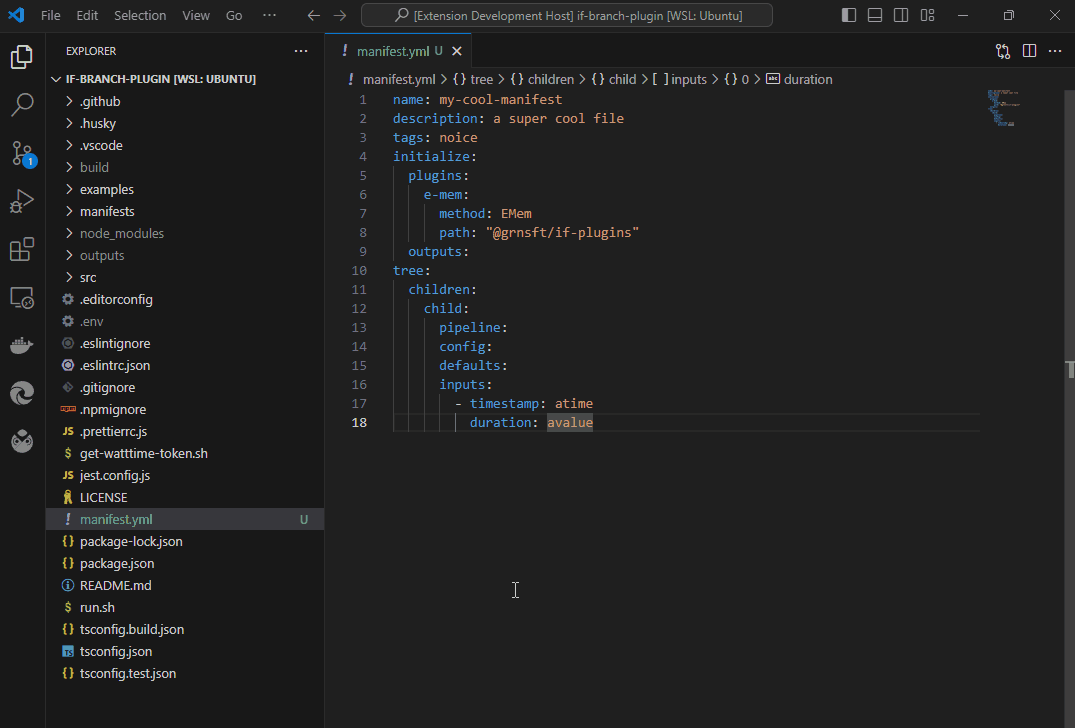 File Edit Selection View Go ··· [Extension Development Host] if-branch-plugin [WSL: Ubuntu]
EXPLORER ···
IF-BRANCH-PLUGIN [WSL: UBUNTU]
.github
.husky
.vscode
build
examples
manifests
node_modules
outputs
src
.editorconfig
.env
.eslintignore
.eslintrc.json
.gitignore
npm .npmignore
JS .prettierrc.js
$ get-watttime-token.sh
JS jest.config.js
LICENSE
! manifest.yml U
{} package-lock.json
{} package.json
README.md
$ run.sh
{} tsconfig.build.json
TS tsconfig.json
{} tsconfig.test.json
1
! manifest.yml U ···
! manifest.yml > {} tree > {} children > {} child > [ ] inputs > {} 0 > abc duration
1 name: my-cool-manifest
2 description: a super cool file
3 tags: noice
4 initialize:
5 plugins:
6 e-mem:
7 method: EMem
8 path: "@grnsft/if-plugins"
9 outputs:
10 tree:
11 children:
12 child:
13 pipeline:
14 config:
15 defaults:
16 inputs:
17 - timestamp: atime
18 duration: avalue